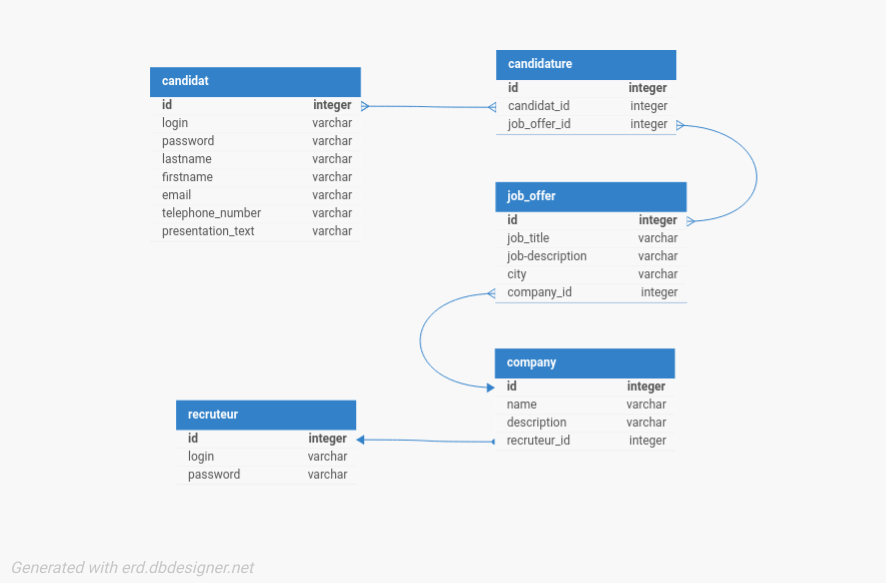 candidat
id integer
login varchar
password varchar
lastname varchar
firstname varchar
email varchar
telephone_number varchar
presentation_text varchar
candidature
id integer
candidat_id integer
job_offer_id integer
job_offer
id integer
job_title varchar
job-description varchar
city varchar
company_id integer
company
id integer
name varchar
description varchar
recruteur_id integer
recruteur
id integer
login varchar
password varchar
Generated with erd.dbdesigner.net